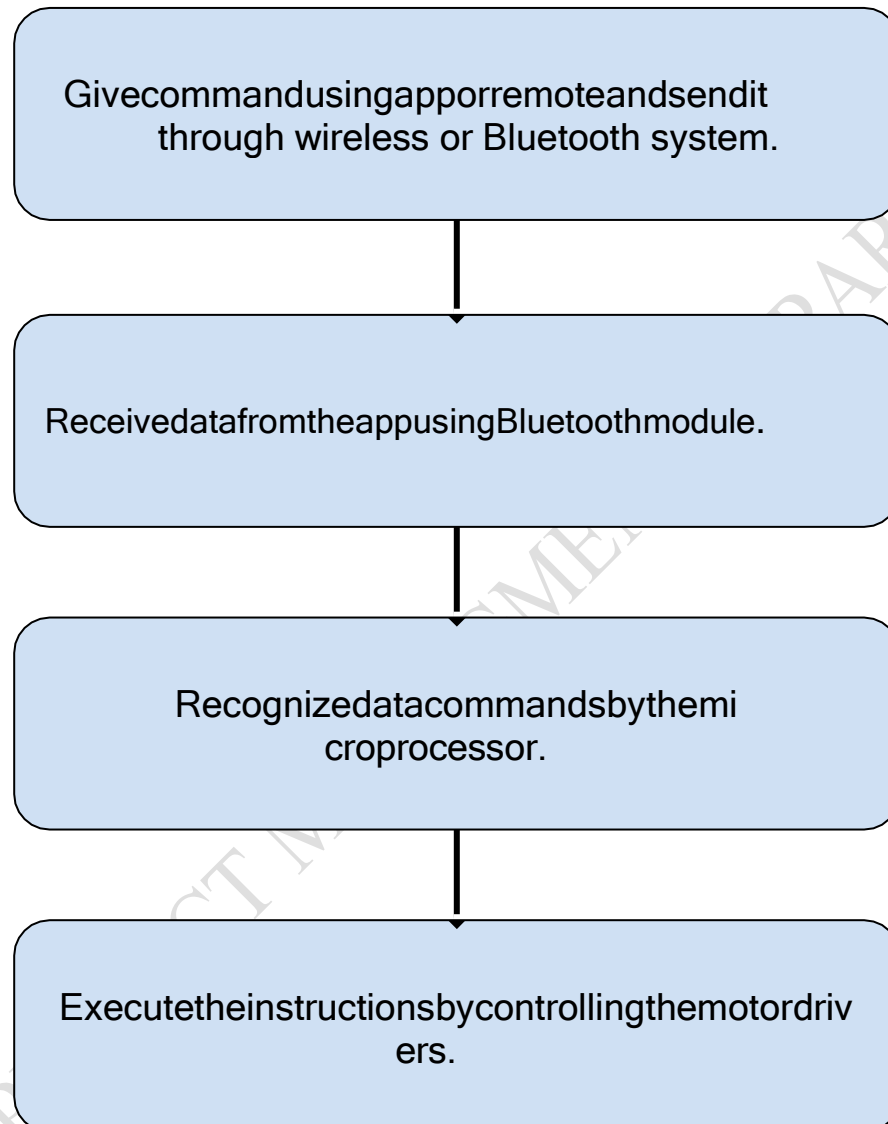 Givecommandusingapporremoteandsendit
through wireless or Bluetooth system.
ReceivedatafromtheappusingBluetoothmodule.
Recognizedatacommandsbythemi
croprocessor.
Executetheinstructionsbycontrollingthemotordriv
ers.